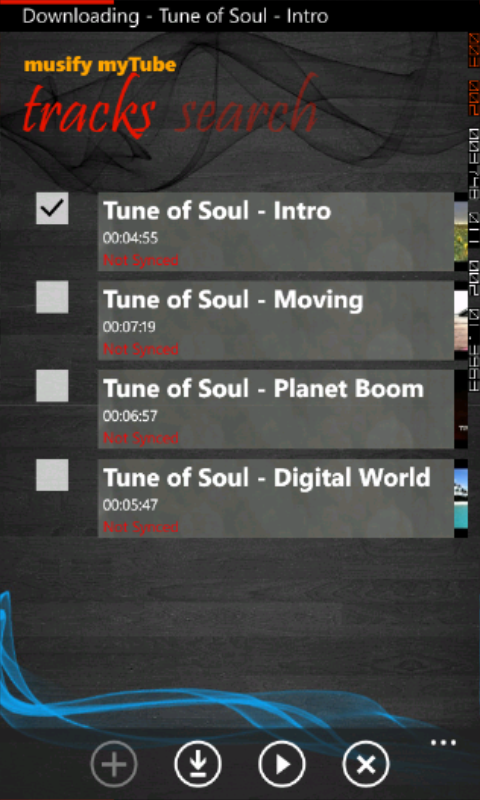 Downloading - Tune of Soul - Intro
musify myTube
tracks search
Tune of Soul - Intro
00:04:55
Not Synced
Tune of Soul - Moving
00:07:19
Not Synced
Tune of Soul - Planet Boom
00:06:57
Not Synced
Tune of Soul - Digital World
00:05:47
Not Synced